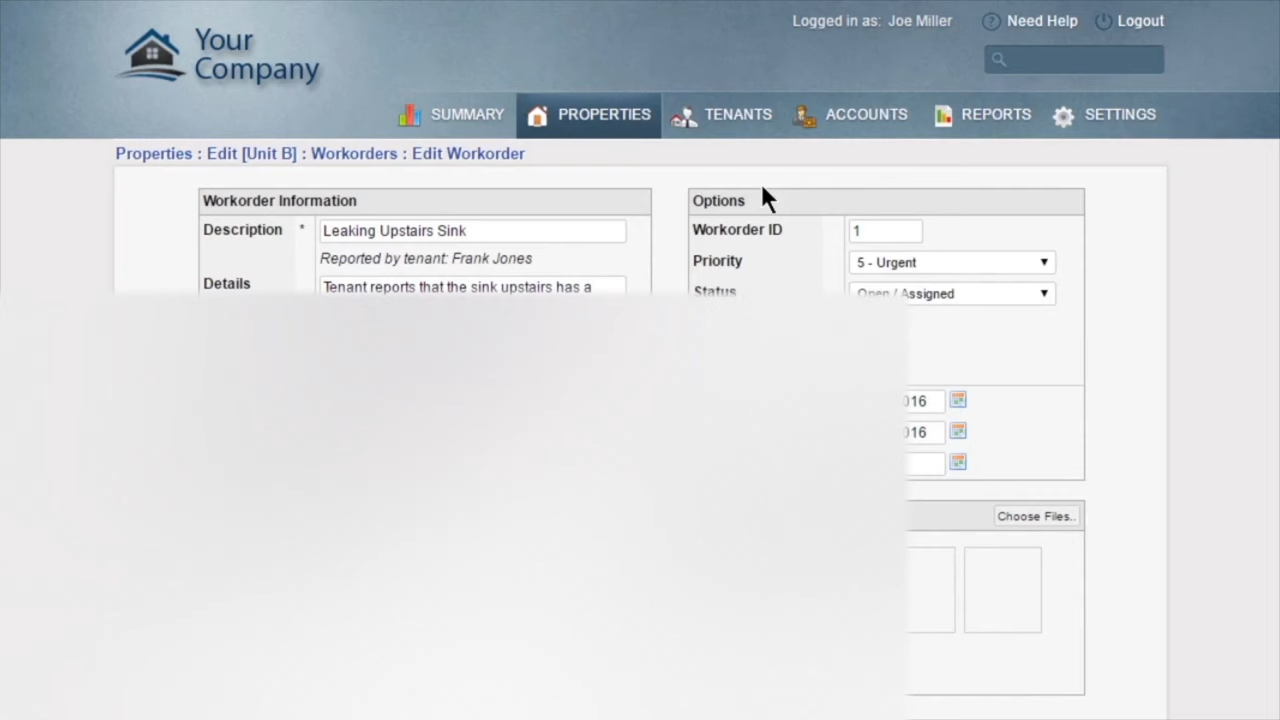 Logged in as: Joe Miller Need Help Logout
Your
Company
SUMMARY PROPERTIES TENANTS ACCOUNTS REPORTS SETTINGS
Properties : Edit [Unit B] : Workorders : Edit Workorder
Workorder Information
Description * Leaking Upstairs Sink
Reported by tenant: Frank Jones
Details Tenant reports that the sink upstairs has a
Options
Workorder ID 1
Priority 5 - Urgent
Status Open / Assigned
016
016
Choose Files..